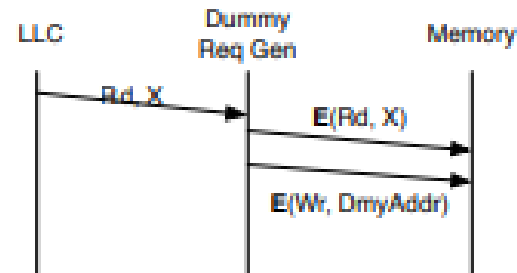 LLC
Dummy
Req Gen
Memory
Rd, X
E(Rd, X)
E(Wr, DmyAddr)